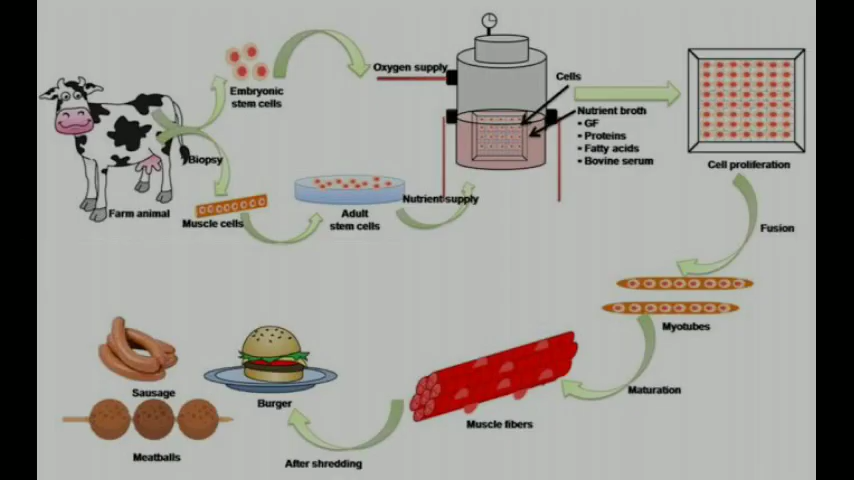 Oxygen supply
Cells
Embryonic
stem cells
Nutrient broth
• GF
• Proteins
• Fatty acids
• Bovine serum
Biopsy
Cell proliferation
Farm animal
Muscle cells
Adult
stem cells
Nutrient supply
Fusion
Myotubes
Maturation
Sausage
Burger
Muscle fibers
Meatballs
After shredding